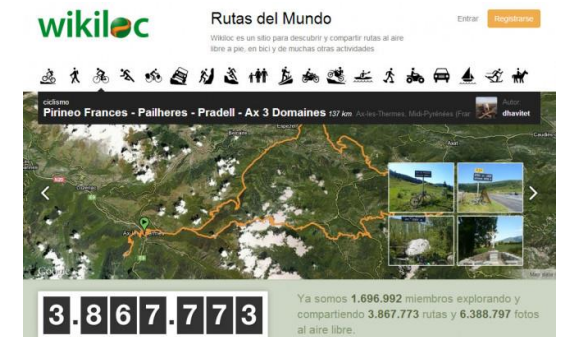 wikiloc
Rutas del Mundo
Entrar
Registrarse
Wikiloc es un sitio para descubrir y compartir rutas al aire
libre a pie, en bici y de muchas otras actividades
ciclismo
Pirineo Frances - Pailheres - Pradell - Ax 3 Domaines 137 km Ax-les-Thermes, Midi-Pyrénées (Fran
Autor
dhavitet
3.867.773
Ya somos 1.696.992 miembros explorando y
compartiendo 3.867.773 rutas y 6.388.797 fotos
al aire libre.